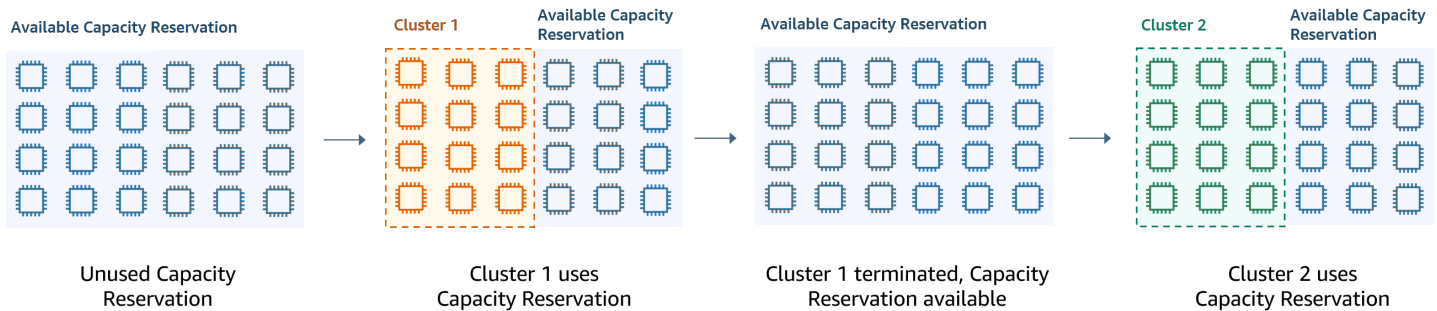 Available Capacity Reservation
Cluster 1
Available Capacity
Reservation
Available Capacity Reservation
Cluster 2
Available Capacity
Reservation
Unused Capacity
Reservation
Cluster 1 uses
Capacity Reservation
Cluster 1 terminated, Capacity
Reservation available
Cluster 2 uses
Capacity Reservation